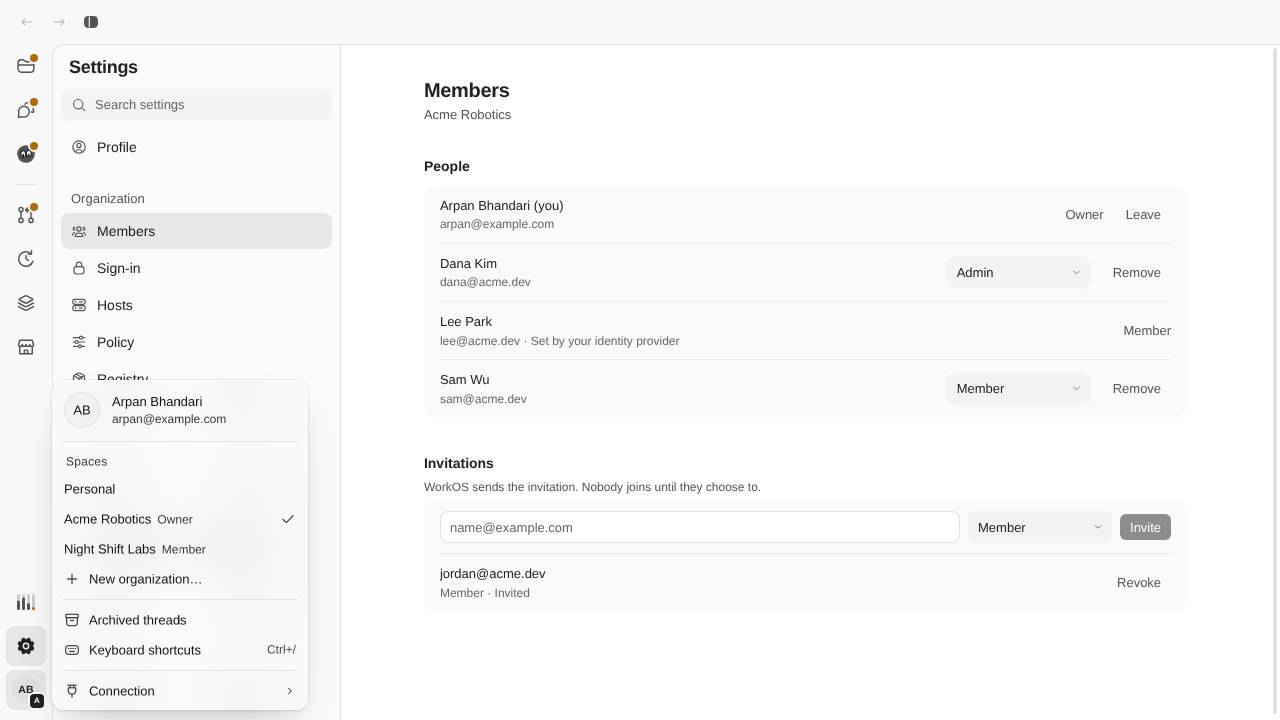 Settings
Search settings
Profile
Organization
Members
Sign-in
Hosts
Policy
Registry
AB
Arpan Bhandari
arpan@example.com
Spaces
Personal
Acme Robotics Owner
Night Shift Labs Member
New organization…
Archived threads
Keyboard shortcuts Ctrl+/
Connection
AB
A
Members
Acme Robotics
People
Arpan Bhandari (you)
arpan@example.com
Owner Leave
Dana Kim
dana@acme.dev
Admin Remove
Lee Park
lee@acme.dev · Set by your identity provider
Member
Sam Wu
sam@acme.dev
Member Remove
Invitations
WorkOS sends the invitation. Nobody joins until they choose to.
name@example.com Member Invite
jordan@acme.dev
Member · Invited
Revoke